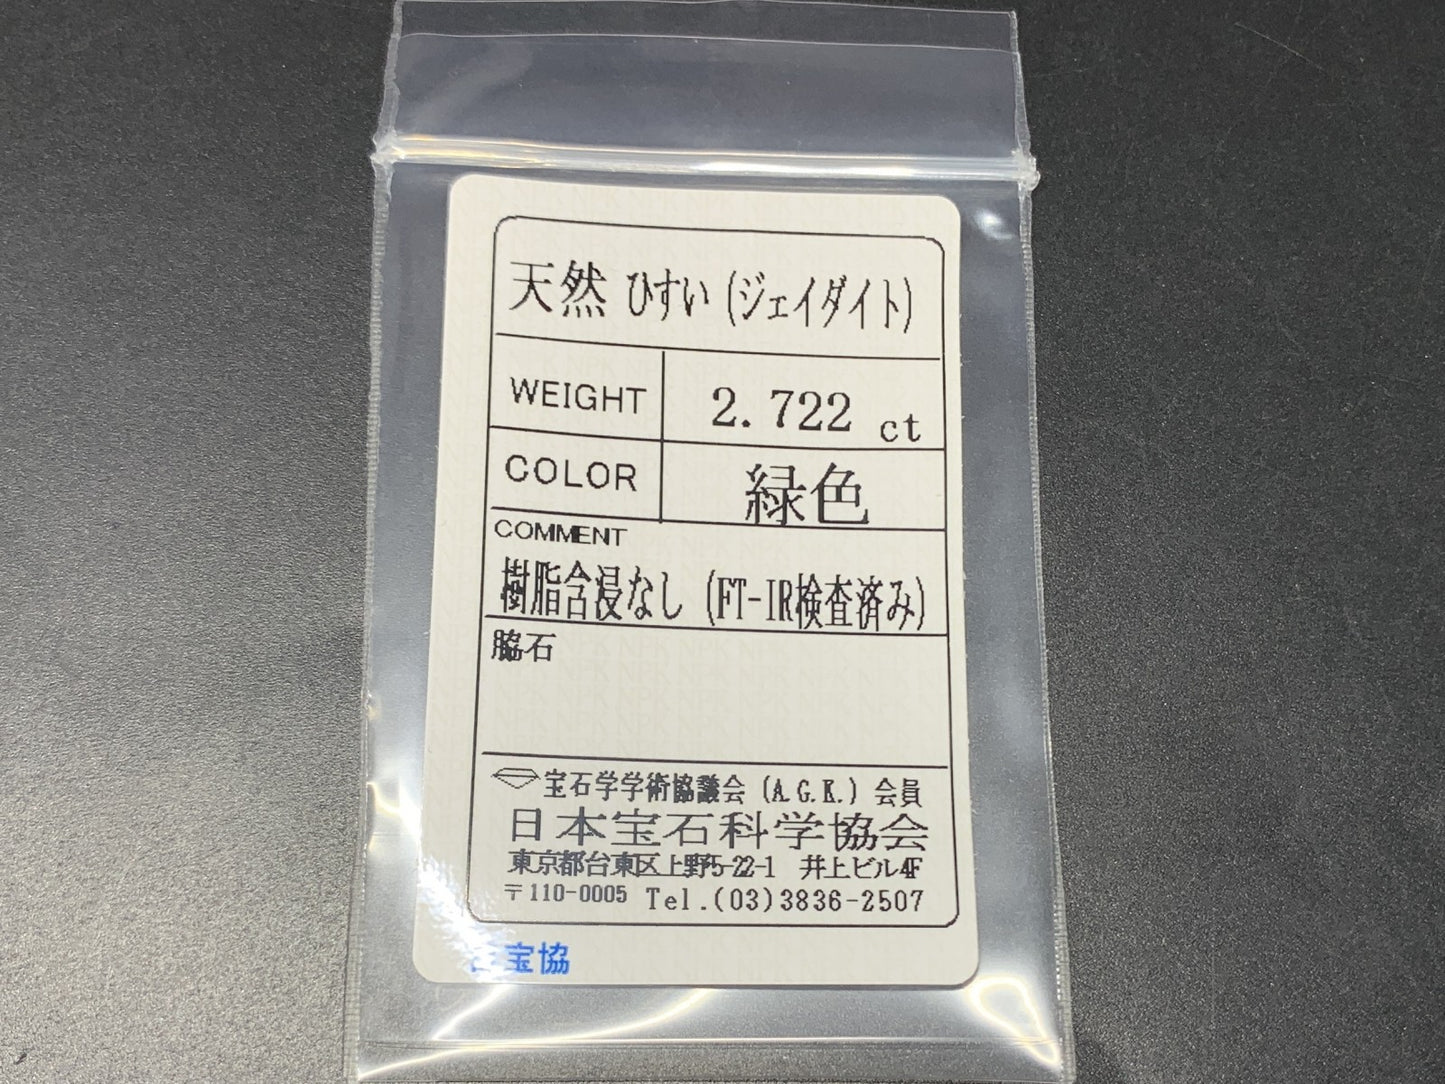 天然 ひすい (ジェイダイト)
WEIGHT 2.722 ct
COLOR 緑色
COMMENT
樹脂含浸なし (FT-IR検査済み)
脇石
宝石学学術協議会 (A.G.K.) 会員
日本宝石科学協会
東京都台東区上野5-22-1 井上ビル4F
〒110-0005 Tel.(03)3836-2507
日宝協